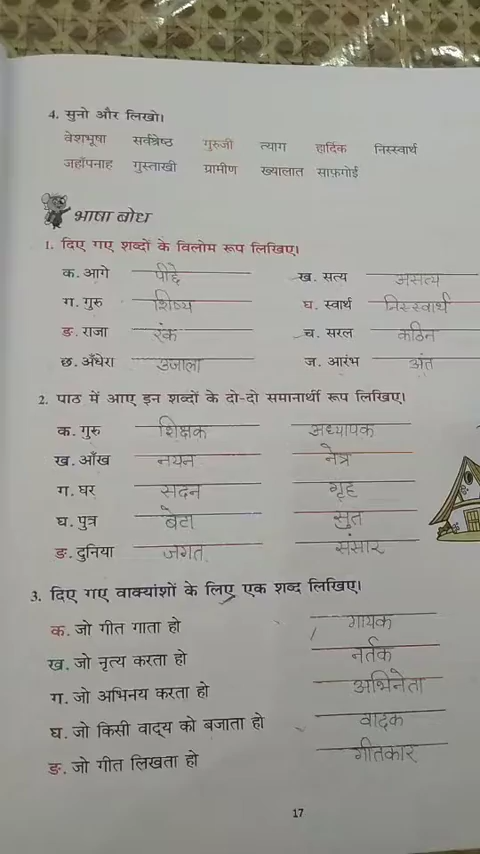 4. सुनो और लिखो।
वेशभूषा सर्वश्रेष्ठ गुरुजी त्याग हार्दिक निस्स्वार्थ
जहाँपनाह गुस्ताखी ग्रामीण ख्यालात साफ़गोई
भाषा बोध
1. दिए गए शब्दों के विलोम रूप लिखिए।
क. आगे पीछे ख. सत्य असत्य
ग. गुरु शिष्य घ. स्वार्थ निस्स्वार्थ
ङ. राजा रंक च. सरल कठिन
छ. अँधेरा उजाला ज. आरंभ अंत
2. पाठ में आए इन शब्दों के दो-दो समानार्थी रूप लिखिए।
क. गुरु शिक्षक अध्यापक
ख. आँख नयन नेत्र
ग. घर सदन गृह
घ. पुत्र बेटा सुत
ङ. दुनिया जगत संसार
3. दिए गए वाक्यांशों के लिए एक शब्द लिखिए।
क. जो गीत गाता हो गायक
ख. जो नृत्य करता हो नर्तक
ग. जो अभिनय करता हो अभिनेता
घ. जो किसी वाद्य को बजाता हो वादक
ङ. जो गीत लिखता हो गीतकार
17